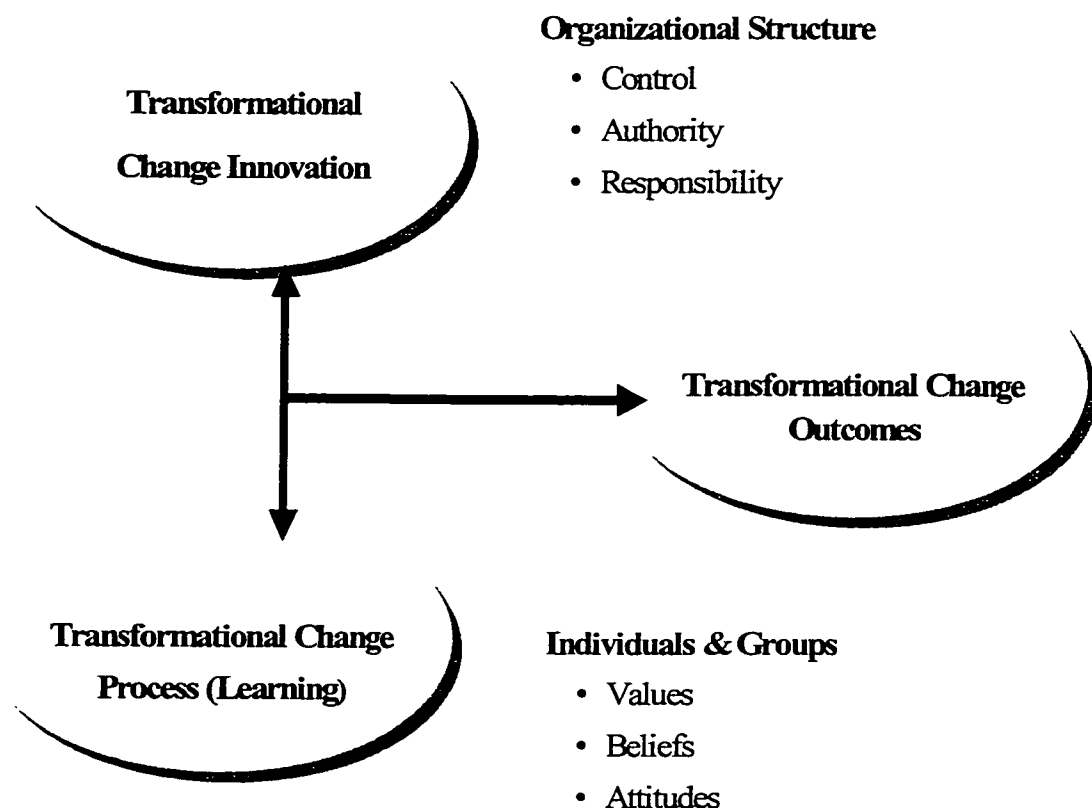 Organizational Structure
• Control
• Authority
• Responsibility
Transformational
Change Innovation
Transformational Change
Outcomes
Transformational Change
Process (Learning)
Individuals & Groups
• Values
• Beliefs
• Attitudes